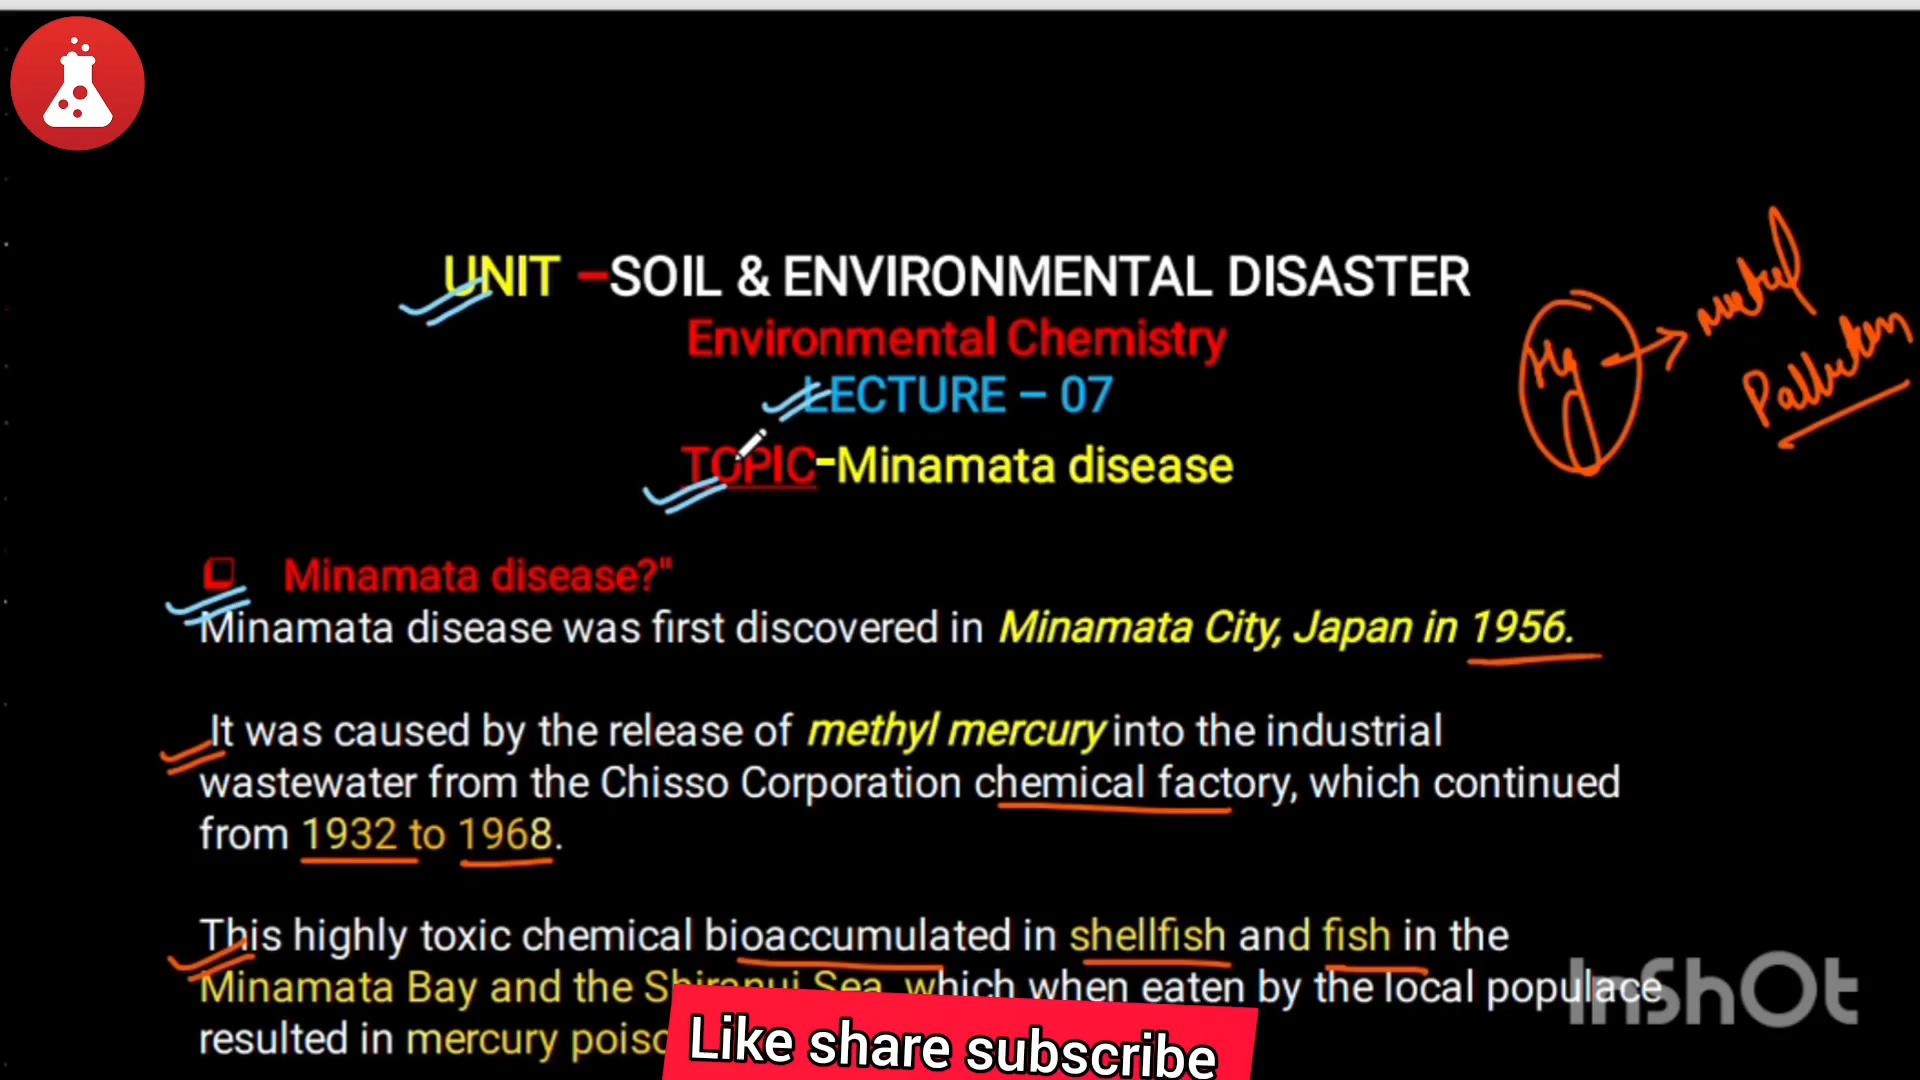 UNIT –SOIL & ENVIRONMENTAL DISASTER
Environmental Chemistry
LECTURE – 07
TOPIC-Minamata disease
Hg → metal
Pallution
Minamata disease?"
Minamata disease was first discovered in Minamata City, Japan in 1956.
It was caused by the release of methyl mercury into the industrial
wastewater from the Chisso Corporation chemical factory, which continued
from 1932 to 1968.
This highly toxic chemical bioaccumulated in shellfish and fish in the
Minamata Bay and the Shiranui Sea, which when eaten by the local populace
resulted in mercury
Like share subscribe
InShOt